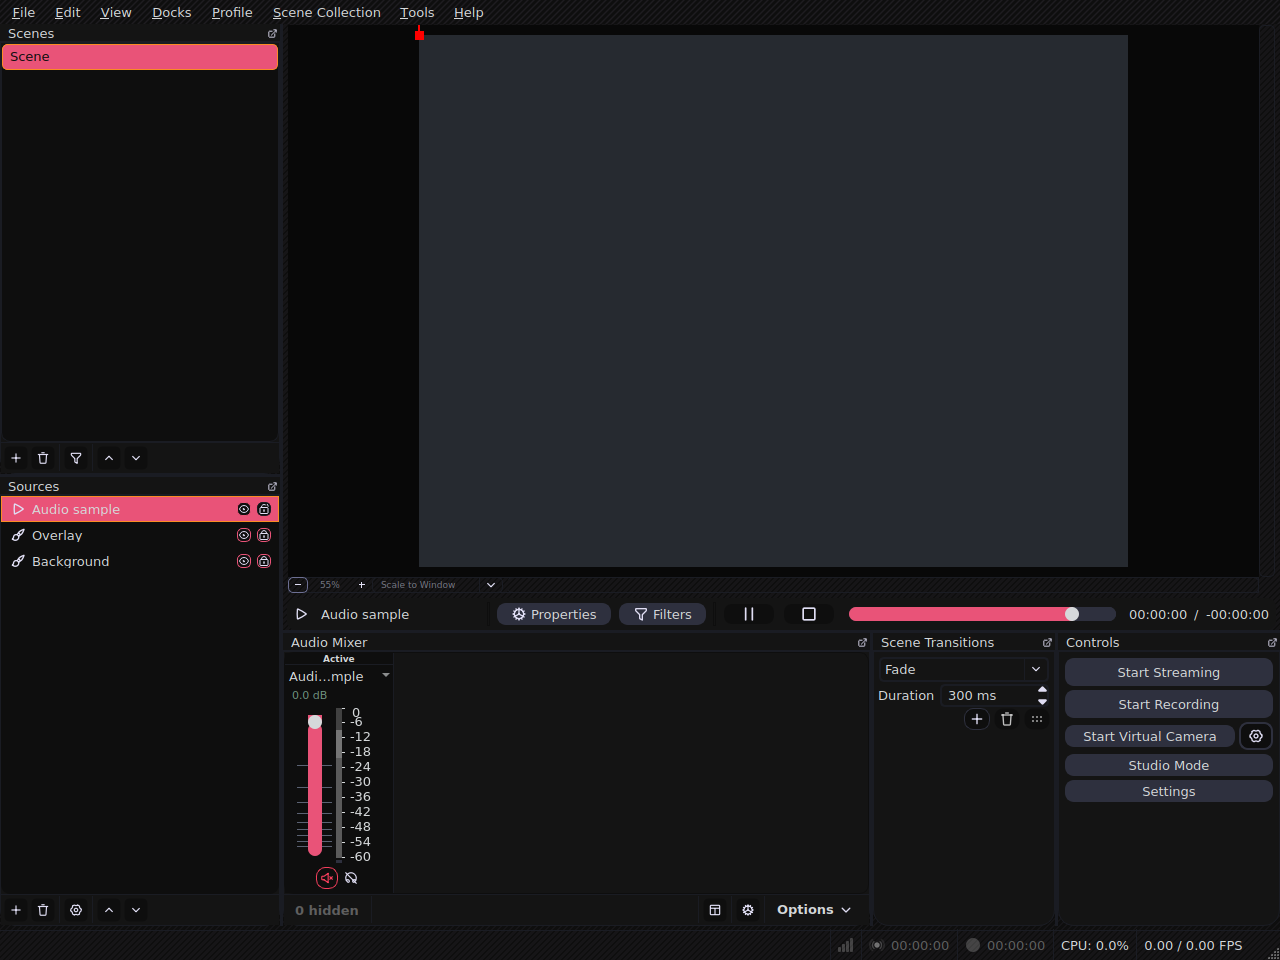 File Edit View Docks Profile Scene Collection Tools Help
Scenes
Scene
Sources
Audio sample
Overlay
Background
55%
Scale to Window
Audio sample
Properties
Filters
00:00:00 / -00:00:00
Audio Mixer
Active
Audi...mple
0.0 dB
0
-6
-12
-18
-24
-30
-36
-42
-48
-54
-60
0 hidden
Options
Scene Transitions
Fade
Duration 300 ms
Controls
Start Streaming
Start Recording
Start Virtual Camera
Studio Mode
Settings
00:00:00 00:00:00 CPU: 0.0% 0.00 / 0.00 FPS